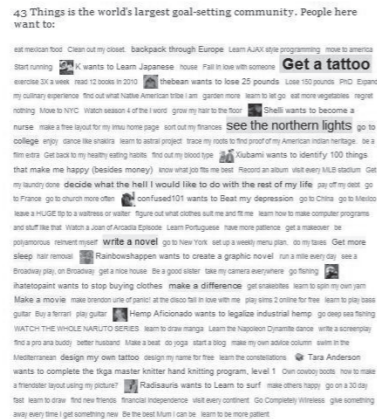 43 Things is the world's largest goal-setting community. People here
want to:
eat mexican food Clean out my closet. backpack through Europe Learn AJAX style programming move to america
Start running K wants to Learn Japanese house Fall in love with someone Get a tattoo
exercise 3X a week read 12 books in 2010 thebean wants to lose 25 pounds Lose 150 pounds PhD Expand
my culinary experience find out what Native American tribe I am garden more learn to let go eat more vegetables regret
nothing Move to NYC Watch season 4 of the l word grow my hair to the floor Shelli wants to become a
nurse make a free layout for my imvu home page sort out my finances see the northern lights go to
college enjoy dance like shakira learn to astral project trace my roots to find proof of my American indian heritage. be a
film extra Get back to my healthy eating habits find out my blood type Xiubami wants to identify 100 things
that make me happy (besides money) know what job fits me best Record an album visit every MLB stadium Get
my laundry done decide what the hell I would like to do with the rest of my life pay off my debt go
to France go to church more often confused101 wants to Beat my depression go to China go to Mexico
leave a HUGE tip to a waitress or waiter figure out what clothes suit me and fit me learn how to make computer programs
and stuff like that Watch a Joan of Arcadia Episode Learn Portuguese have more patience get a makeover be
polyamorous reinvent myself write a novel go to New York set up a weekly menu plan. do my taxes Get more
sleep hair removal Rainbowshappen wants to create a graphic novel run a mile every day see a
Broadway play, on Broadway get a nice house Be a good sister take my camera everywhere go fishing
ihatetopaint wants to stop buying clothes make a difference get snakebites learn to spin my own yarn
Make a movie make brendon urie of panic! at the disco fall in love with me play sims 2 online for free learn to play bass
guitar Buy a ferrari play guitar Hemp Aficionado wants to legalize industrial hemp go deep sea fishing
WATCH THE WHOLE NARUTO SERIES learn to draw manga Learn the Napoleon Dynamite dance write a screenplay
find a pro ana buddy better husband Make a beat do yoga start a blog make my own advice column swim in the
Mediterranean design my own tattoo design my name for free learn the constellations Tara Anderson
wants to complete the tkga master knitter hand knitting program, level 1 Own cowboy boots how to make
a friendster layout using my picture? Radisauris wants to Learn to surf make others happy go on a 30 day
fast learn to draw find new friends financial independence visit every continent Go Completely Wireless give something
away every time I get something new Be the best Mum I can be learn to be more patient